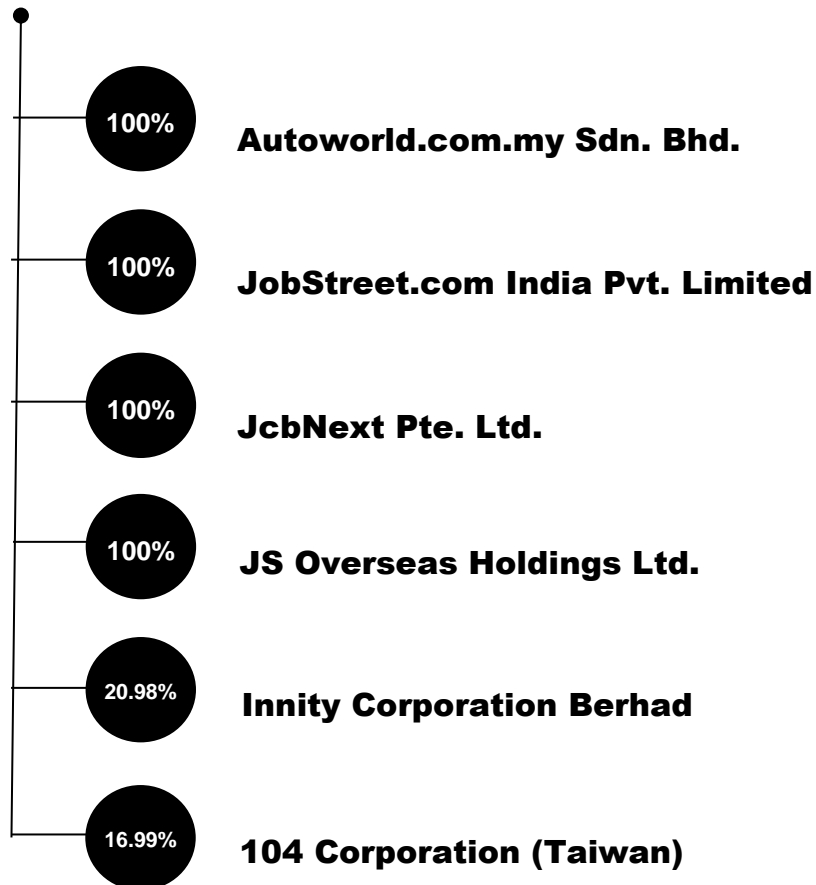 100%
Autoworld.com.my Sdn. Bhd.
100%
JobStreet.com India Pvt. Limited
100%
JcbNext Pte. Ltd.
100%
JS Overseas Holdings Ltd.
20.98%
Innity Corporation Berhad
16.99%
104 Corporation (Taiwan)